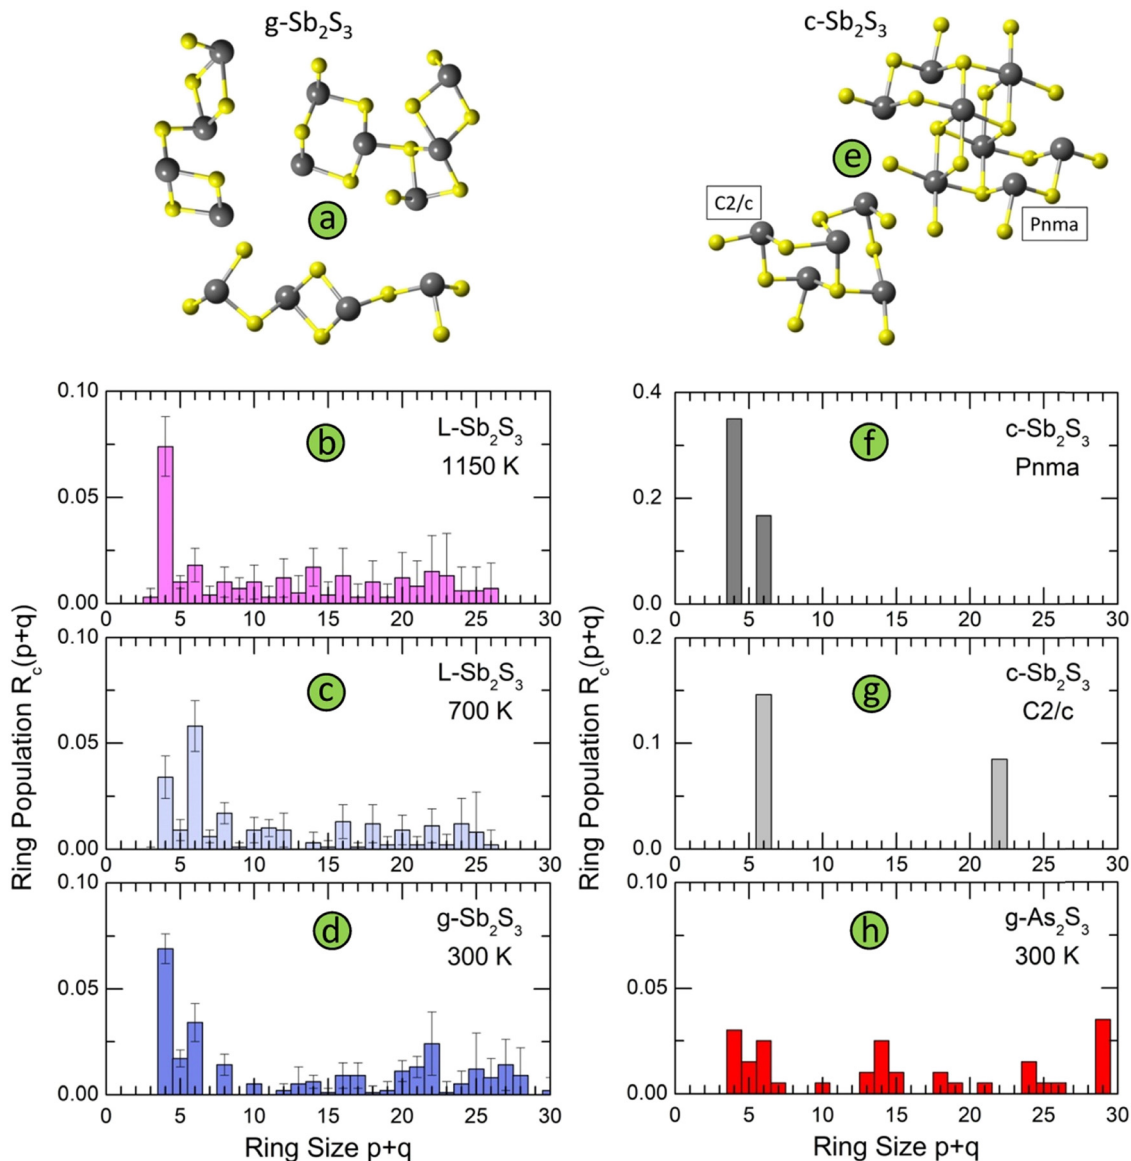 g-Sb₂S₃
c-Sb₂S₃
a
e
C2/c
Pnma
0.10
0.05
0.00
0 5 10 15 20 25 30
b
L-Sb₂S₃
1150 K
0.10
0.05
0.00
0 5 10 15 20 25 30
c
L-Sb₂S₃
700 K
0.10
0.05
0.00
0 5 10 15 20 25 30
d
g-Sb₂S₃
300 K
Ring Population R_c(p+q)
Ring Size p+q
0.4
0.2
0.0
0 5 10 15 20 25 30
f
c-Sb₂S₃
Pnma
0.2
0.1
0.00
0 5 10 15 20 25 30
g
c-Sb₂S₃
C2/c
0.10
0.05
0.00
0 5 10 15 20 25 30
h
g-As₂S₃
300 K
Ring Population R_c(p+q)
Ring Size p+q